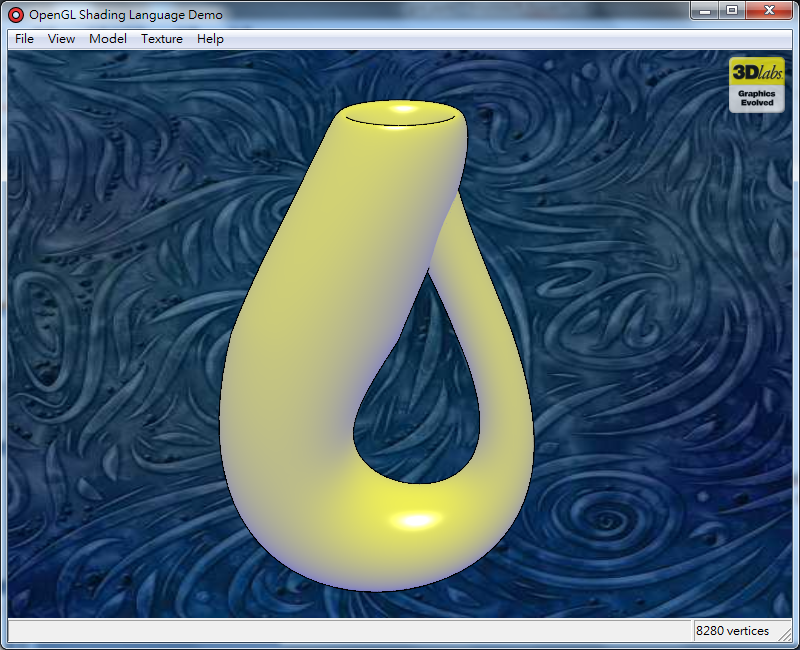 OpenGL Shading Language Demo
File View Model Texture Help
3Dlabs
Graphics
Evolved
8280 vertices